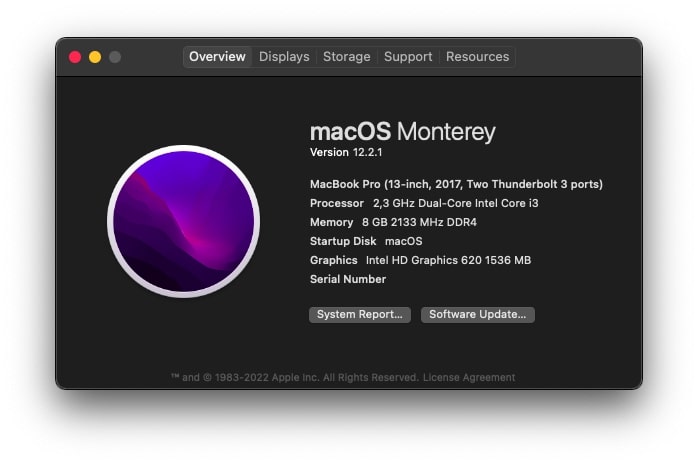 Overview Displays Storage Support Resources
macOS Monterey
Version 12.2.1
MacBook Pro (13-inch, 2017, Two Thunderbolt 3 ports)
Processor 2,3 GHz Dual-Core Intel Core i3
Memory 8 GB 2133 MHz DDR4
Startup Disk macOS
Graphics Intel HD Graphics 620 1536 MB
Serial Number
System Report... Software Update...
™ and © 1983-2022 Apple Inc. All Rights Reserved. License Agreement